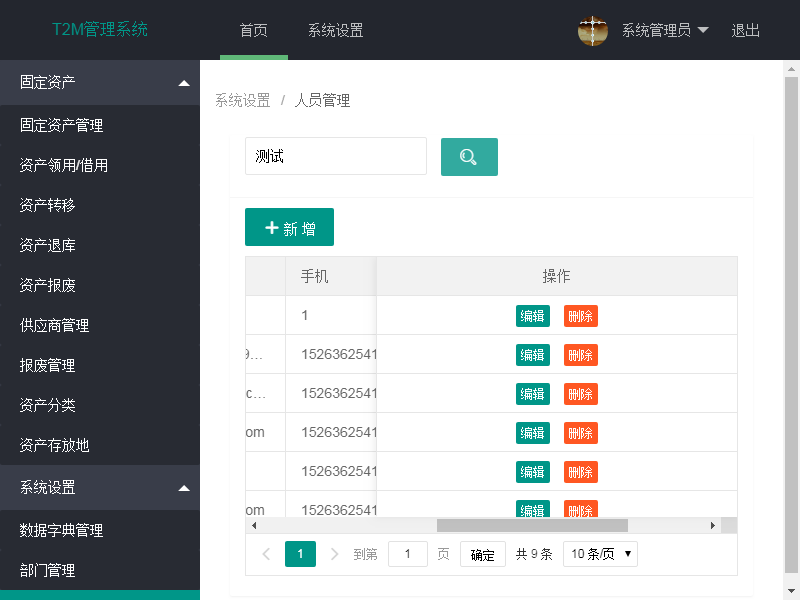 T2M管理系统
首页
系统设置
系统管理员
退出
固定资产
固定资产管理
资产领用/借用
资产转移
资产退库
资产报废
供应商管理
报废管理
资产分类
资产存放地
系统设置
数据字典管理
部门管理
系统设置 / 人员管理
测试
新增
手机 操作
1 编辑 删除
9... 1526362541 编辑 删除
c... 1526362541 编辑 删除
om 1526362541 编辑 删除
1526362541 编辑 删除
om 1526362541 编辑 删除
1 到第 1 页 确定 共 9 条 10 条/页